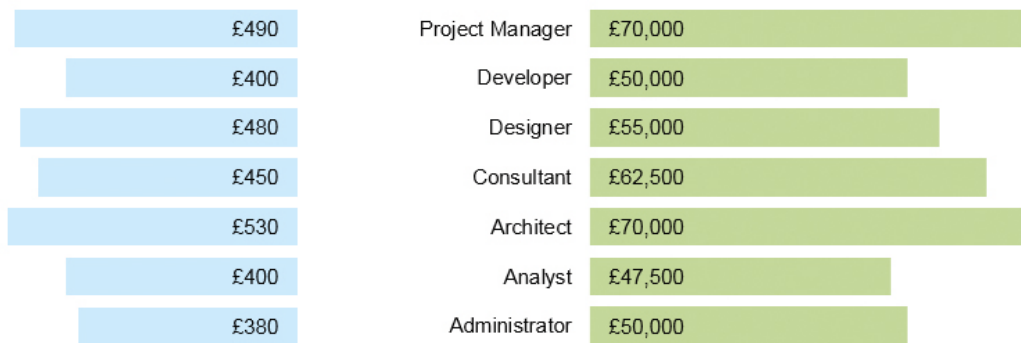 £490 Project Manager £70,000
£400 Developer £50,000
£480 Designer £55,000
£450 Consultant £62,500
£530 Architect £70,000
£400 Analyst £47,500
£380 Administrator £50,000